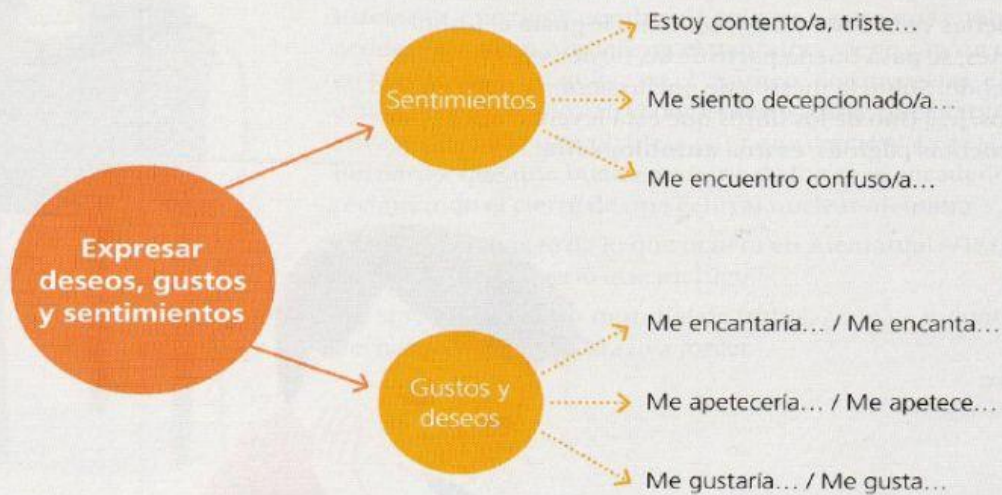 Expresar
deseos, gustos
y sentimientos
Sentimientos
Estoy contento/a, triste...
Me siento decepcionado/a...
Me encuentro confuso/a...
Gustos y
deseos
Me encantaría... / Me encanta...
Me apetecería... / Me apetece...
Me gustaría... / Me gusta...